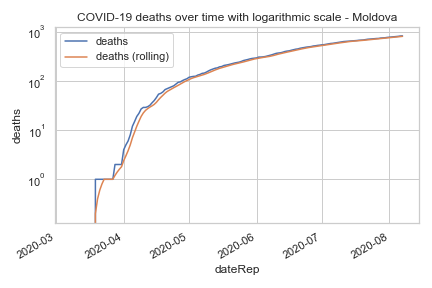 COVID-19 deaths over time with logarithmic scale - Moldova
10³
deaths
deaths (rolling)
10²
10¹
10⁰
deaths
2020-03
2020-04
2020-05
2020-06
2020-07
2020-08
dateRep